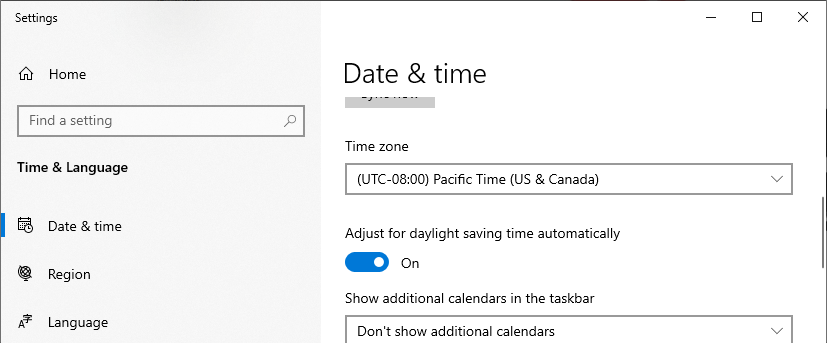 Settings
Home
Find a setting
Time & Language
Date & time
Region
Language
Date & time
Time zone
(UTC-08:00) Pacific Time (US & Canada)
Adjust for daylight saving time automatically
On
Show additional calendars in the taskbar
Don't show additional calendars